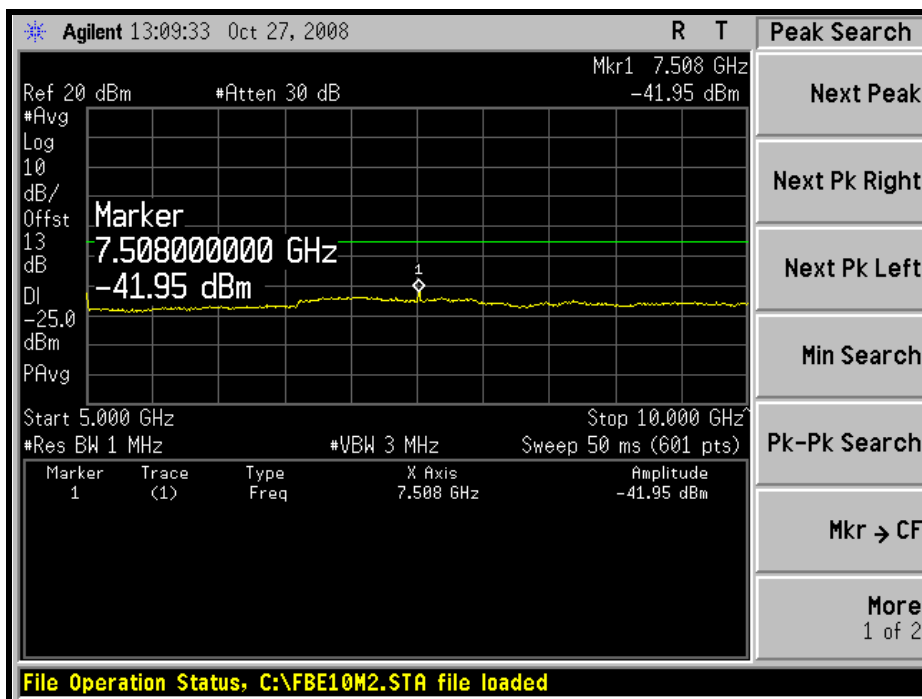 Agilent 13:09:33 Oct 27, 2008 R T
Peak Search
Mkr1 7.508 GHz
Ref 20 dBm #Atten 30 dB -41.95 dBm
#Avg
Log
10
dB/
Offst
13
dB
DI
-25.0
dBm
PAvg
Marker
7.508000000 GHz
-41.95 dBm
1
Start 5.000 GHz Stop 10.000 GHz^
#Res BW 1 MHz #VBW 3 MHz Sweep 50 ms (601 pts)
Marker Trace Type X Axis Amplitude
1 (1) Freq 7.508 GHz -41.95 dBm
Next Peak
Next Pk Right
Next Pk Left
Min Search
Pk-Pk Search
Mkr → CF
More
1 of 2
File Operation Status, C:\FBE10M2.STA file loaded